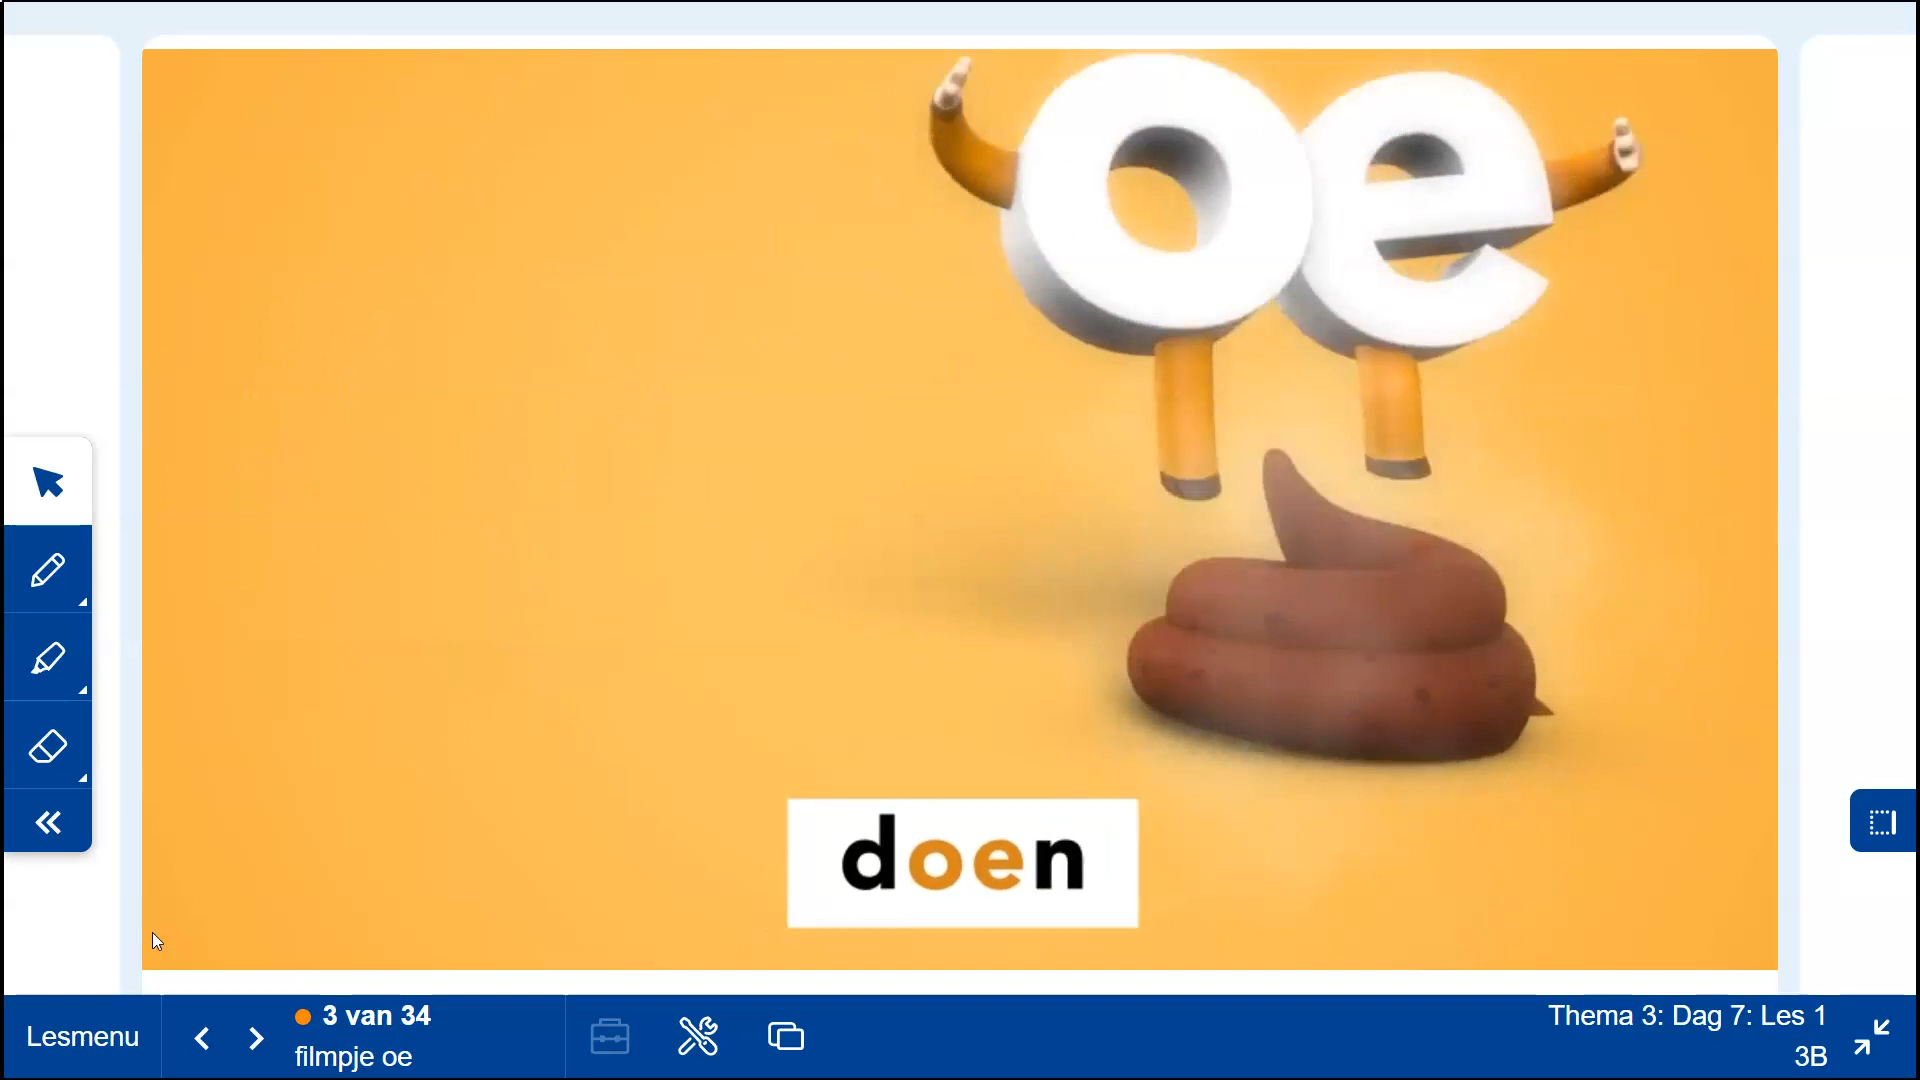 oe
doen
Lesmenu
3 van 34
filmpje oe
Thema 3: Dag 7: Les 1
3B